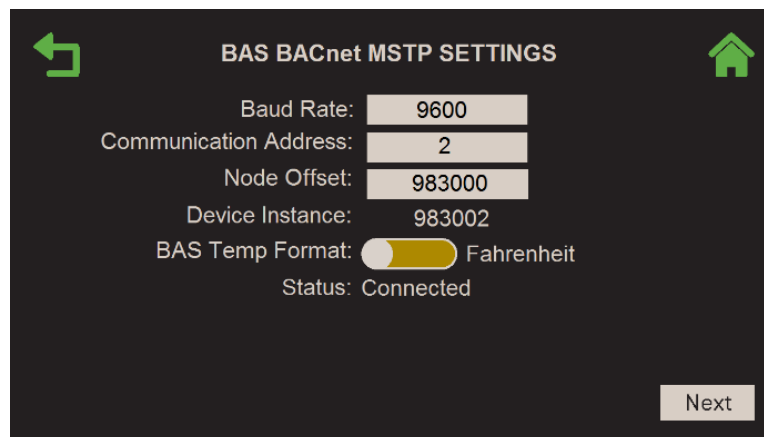 BAS BACnet MSTP SETTINGS
Baud Rate: 9600
Communication Address: 2
Node Offset: 983000
Device Instance: 983002
BAS Temp Format: Fahrenheit
Status: Connected
Next